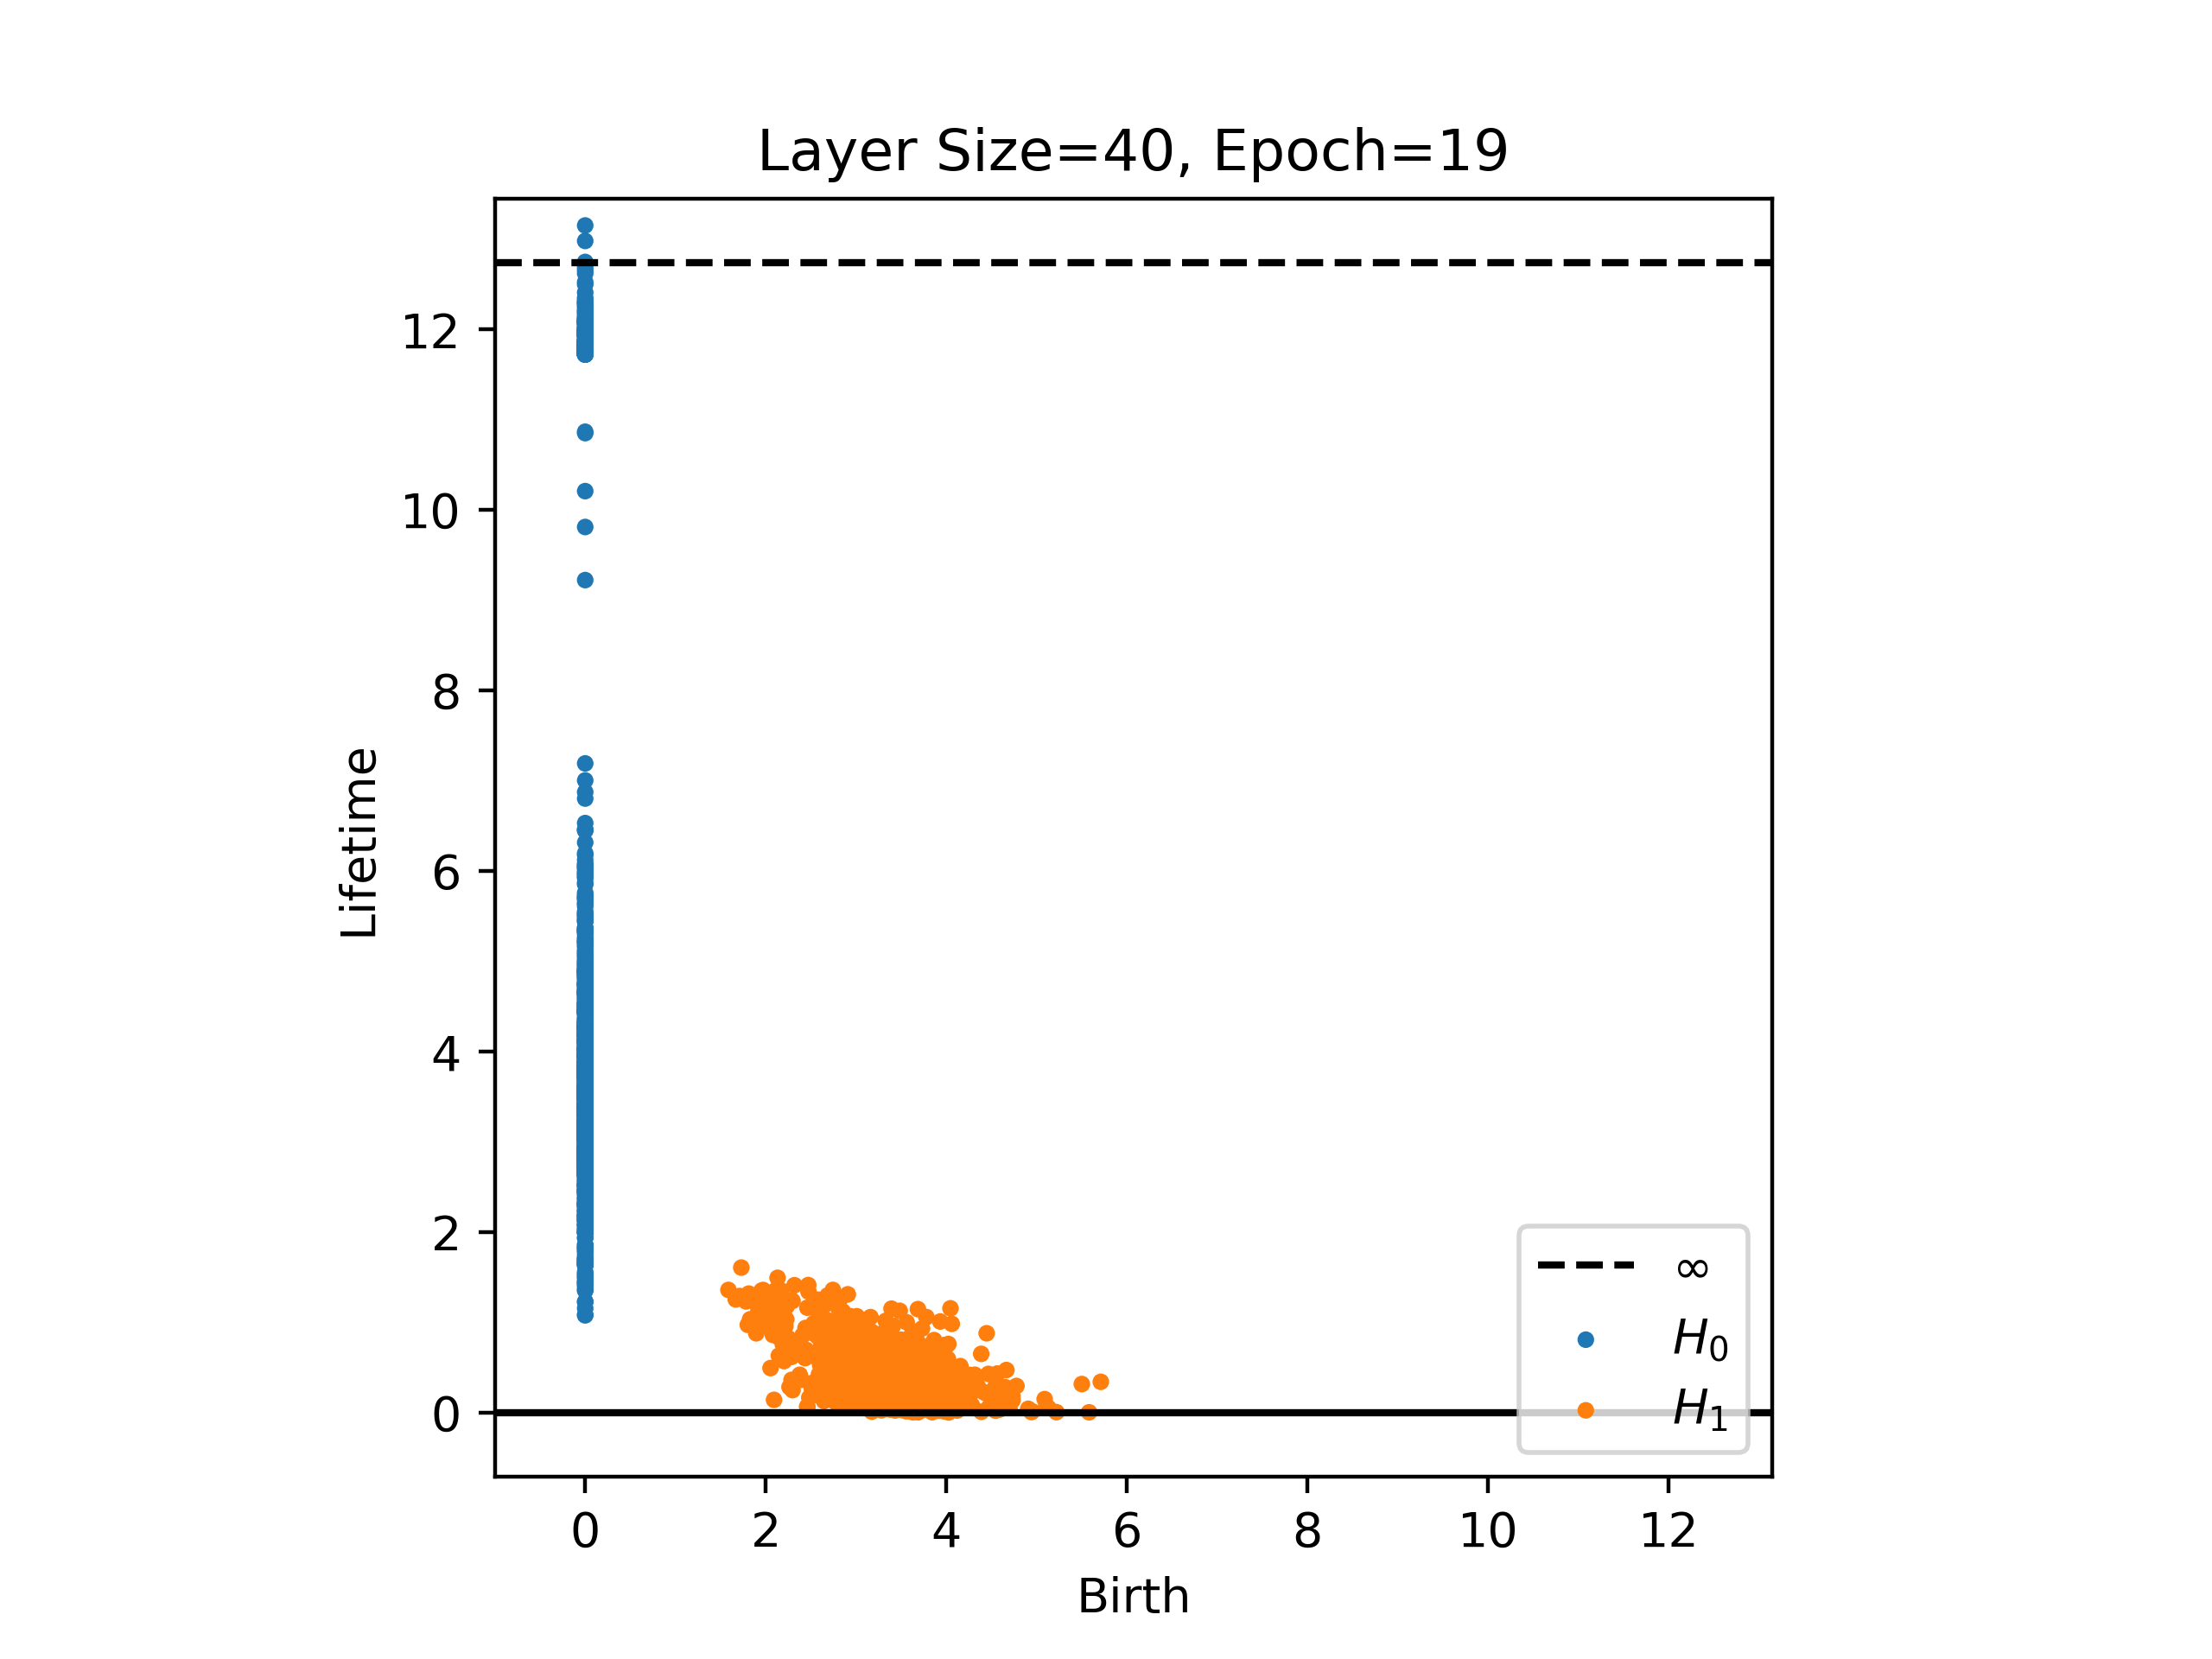 Layer Size=40, Epoch=19
Lifetime
12
10
8
6
4
2
0
∞
H₀
H₁
0 2 4 6 8 10 12
Birth